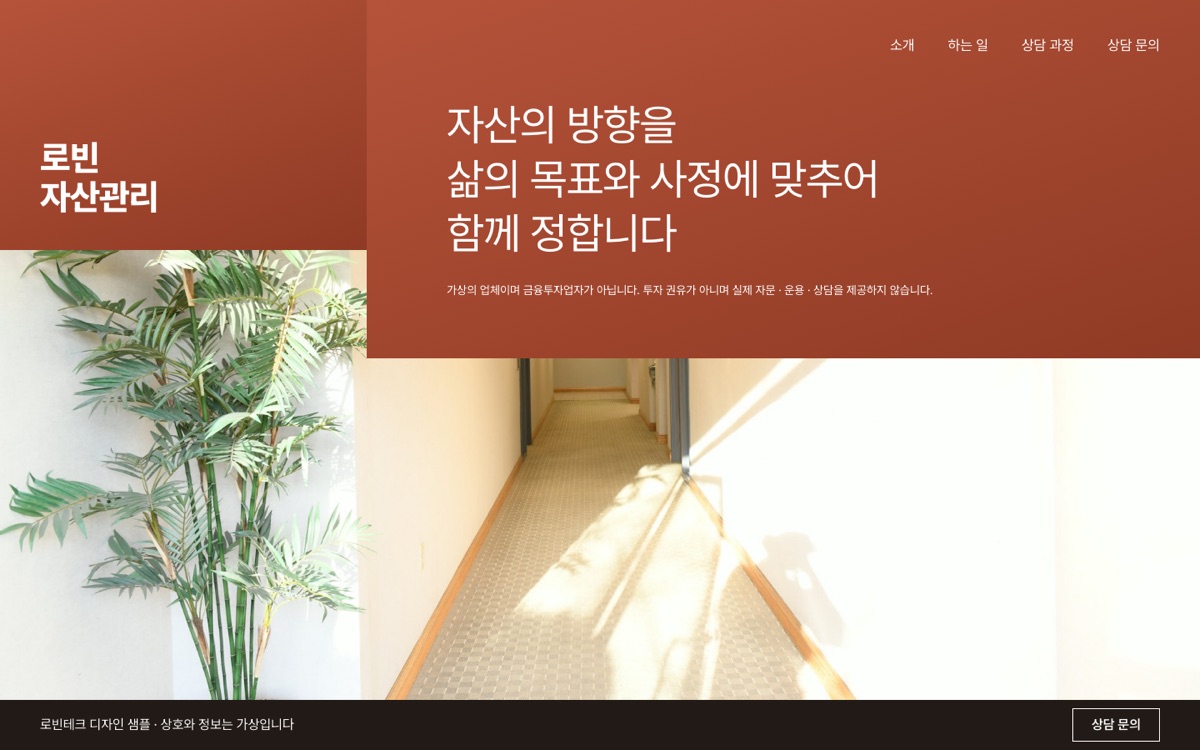 소개
하는 일
상담 과정
상담 문의
로빈
자산관리
자산의 방향을
삶의 목표와 사정에 맞추어
함께 정합니다
가상의 업체이며 금융투자업자가 아닙니다. 투자 권유가 아니며 실제 자문 · 운용 · 상담을 제공하지 않습니다.
로빈테크 디자인 샘플 · 상호와 정보는 가상입니다
상담 문의